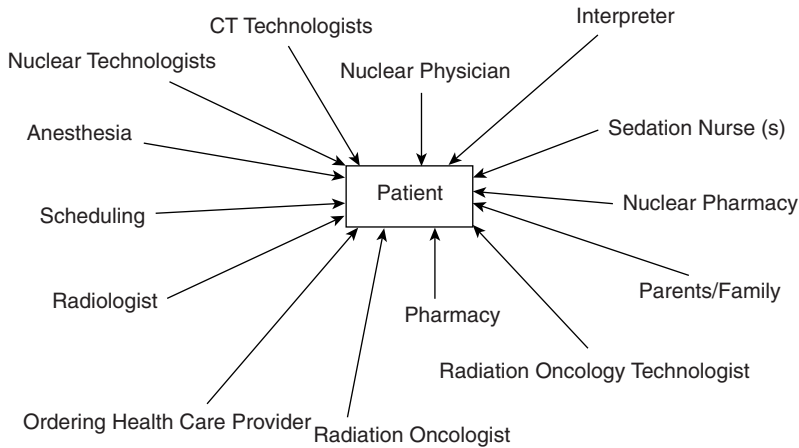 Interpreter
CT Technologists
Nuclear Technologists
Nuclear Physician
Anesthesia
Sedation Nurse (s)
Patient
Nuclear Pharmacy
Scheduling
Parents/Family
Radiologist
Pharmacy
Radiation Oncology Technologist
Ordering Health Care Provider
Radiation Oncologist